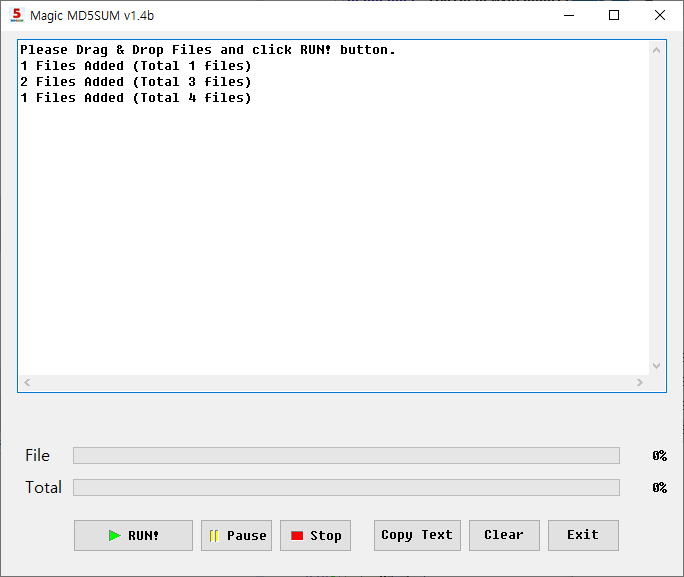 5 MD5SUM Magic MD5SUM v1.4b
Please Drag & Drop Files and click RUN! button.
1 Files Added (Total 1 files)
2 Files Added (Total 3 files)
1 Files Added (Total 4 files)
File 0%
Total 0%
RUN! Pause Stop Copy Text Clear Exit